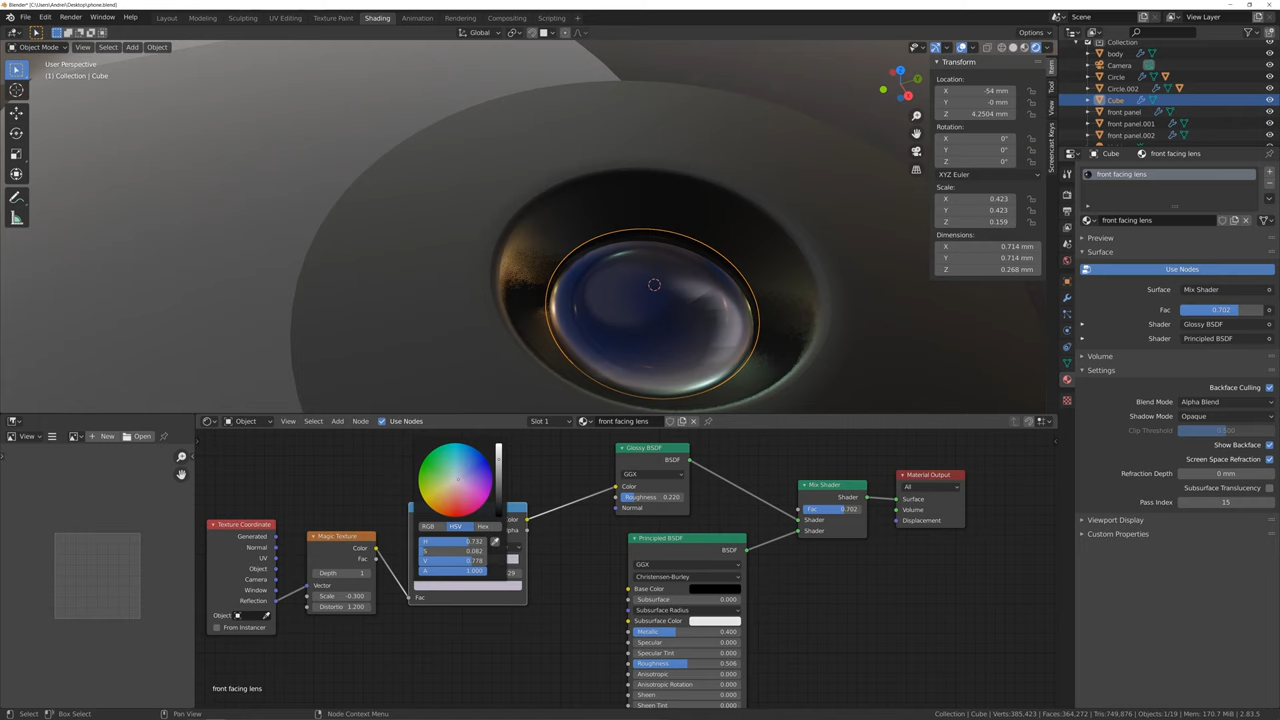 Blender* [C:\Users\Andrei\Desktop\phone.blend]
File Edit Render Window Help
Layout Modeling Sculpting UV Editing Texture Paint Shading Animation Rendering Compositing Scripting
Scene View Layer
Global Options
Object Mode View Select Add Object
User Perspective
(1) Collection | Cube
Transform
Location:
X -54 mm
Y -0 mm
Z 4.2504 mm
Rotation:
X 0°
Y 0°
Z 0°
XYZ Euler
Scale:
X 0.423
Y 0.423
Z 0.159
Dimensions:
X 0.714 mm
Y 0.714 mm
Z 0.268 mm
Item
Tool
View
Screencast Keys
Collection
body
Camera
Circle
Circle.002
Cube
front panel
front panel.001
front panel.002
Cube front facing lens
front facing lens
front facing lens
Preview
Surface
Use Nodes
Surface Mix Shader
Fac 0.702
Shader Glossy BSDF
Shader Principled BSDF
Volume
Settings
Backface Culling
Blend Mode Alpha Blend
Shadow Mode Opaque
Clip Threshold 0.500
Show Backface
Screen Space Refraction
Refraction Depth 0 mm
Subsurface Translucency
Pass Index 15
Viewport Display
Custom Properties
View New Open
Object View Select Add Node Use Nodes Slot 1 front facing lens
Texture Coordinate
Generated
Normal
UV
Object
Camera
Window
Reflection
Object
From Instancer
Magic Texture
Color
Fac
Depth 1
Vector
Scale -0.300
Distortio 1.200
RGB HSV Hex
H 0.732
S 0.082
V 0.778
A 1.000
Color
29
Fac
Glossy BSDF
BSDF
GGX
Color
Roughness 0.220
Normal
Principled BSDF
BSDF
GGX
Christensen-Burley
Base Color
Subsurface 0.000
Subsurface Radius
Subsurface Color
Metallic 0.400
Specular 0.000
Specular Tint 0.000
Roughness 0.506
Anisotropic 0.000
Anisotropic Rotation 0.000
Sheen 0.000
Sheen Tint 0.000
Mix Shader
Shader
Fac 0.702
Shader
Shader
Material Output
All
Surface
Volume
Displacement
front facing lens
Select Box Select Pan View Node Context Menu
Collection | Cube | Verts:385,423 | Faces:364,272 | Tris:749,876 | Objects:1/19 | Mem: 170.7 MiB | 2.83.5